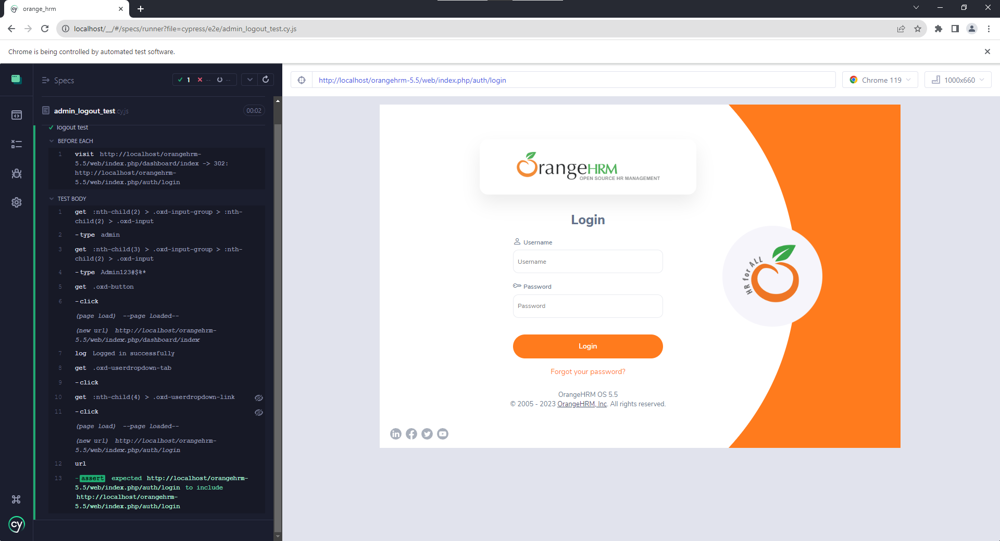 orange_hrm
localhost/__/#/specs/runner?file=cypress/e2e/admin_logout_test.cy.js
Chrome is being controlled by automated test software.
Specs
1 -- --
admin_logout_test.cy.js 00:02
logout test
BEFORE EACH
1 visit http://localhost/orangehrm-
5.5/web/index.php/dashboard/index -> 302:
http://localhost/orangehrm-
5.5/web/index.php/auth/login
TEST BODY
1 get :nth-child(2) > .oxd-input-group > :nth-
child(2) > .oxd-input
2 -type admin
3 get :nth-child(3) > .oxd-input-group > :nth-
child(2) > .oxd-input
4 -type Admin123#$%*
5 get .oxd-button
6 -click
(page load) --page loaded--
(new url) http://localhost/orangehrm-
5.5/web/index.php/dashboard/index
7 log Logged in successfully
8 get .oxd-userdropdown-tab
9 -click
10 get :nth-child(4) > .oxd-userdropdown-link
11 -click
(page load) --page loaded--
(new url) http://localhost/orangehrm-
5.5/web/index.php/auth/login
12 url
13 -assert expected http://localhost/orangehrm-
5.5/web/index.php/auth/login to include
http://localhost/orangehrm-
5.5/web/index.php/auth/login
cy
http://localhost/orangehrm-5.5/web/index.php/auth/login
Chrome 119
1000x660
OrangeHRM
OPEN SOURCE HR MANAGEMENT
Login
Username
Username
Password
Password
Login
Forgot your password?
OrangeHRM OS 5.5
© 2005 - 2023 OrangeHRM, Inc. All rights reserved.
HR for ALL